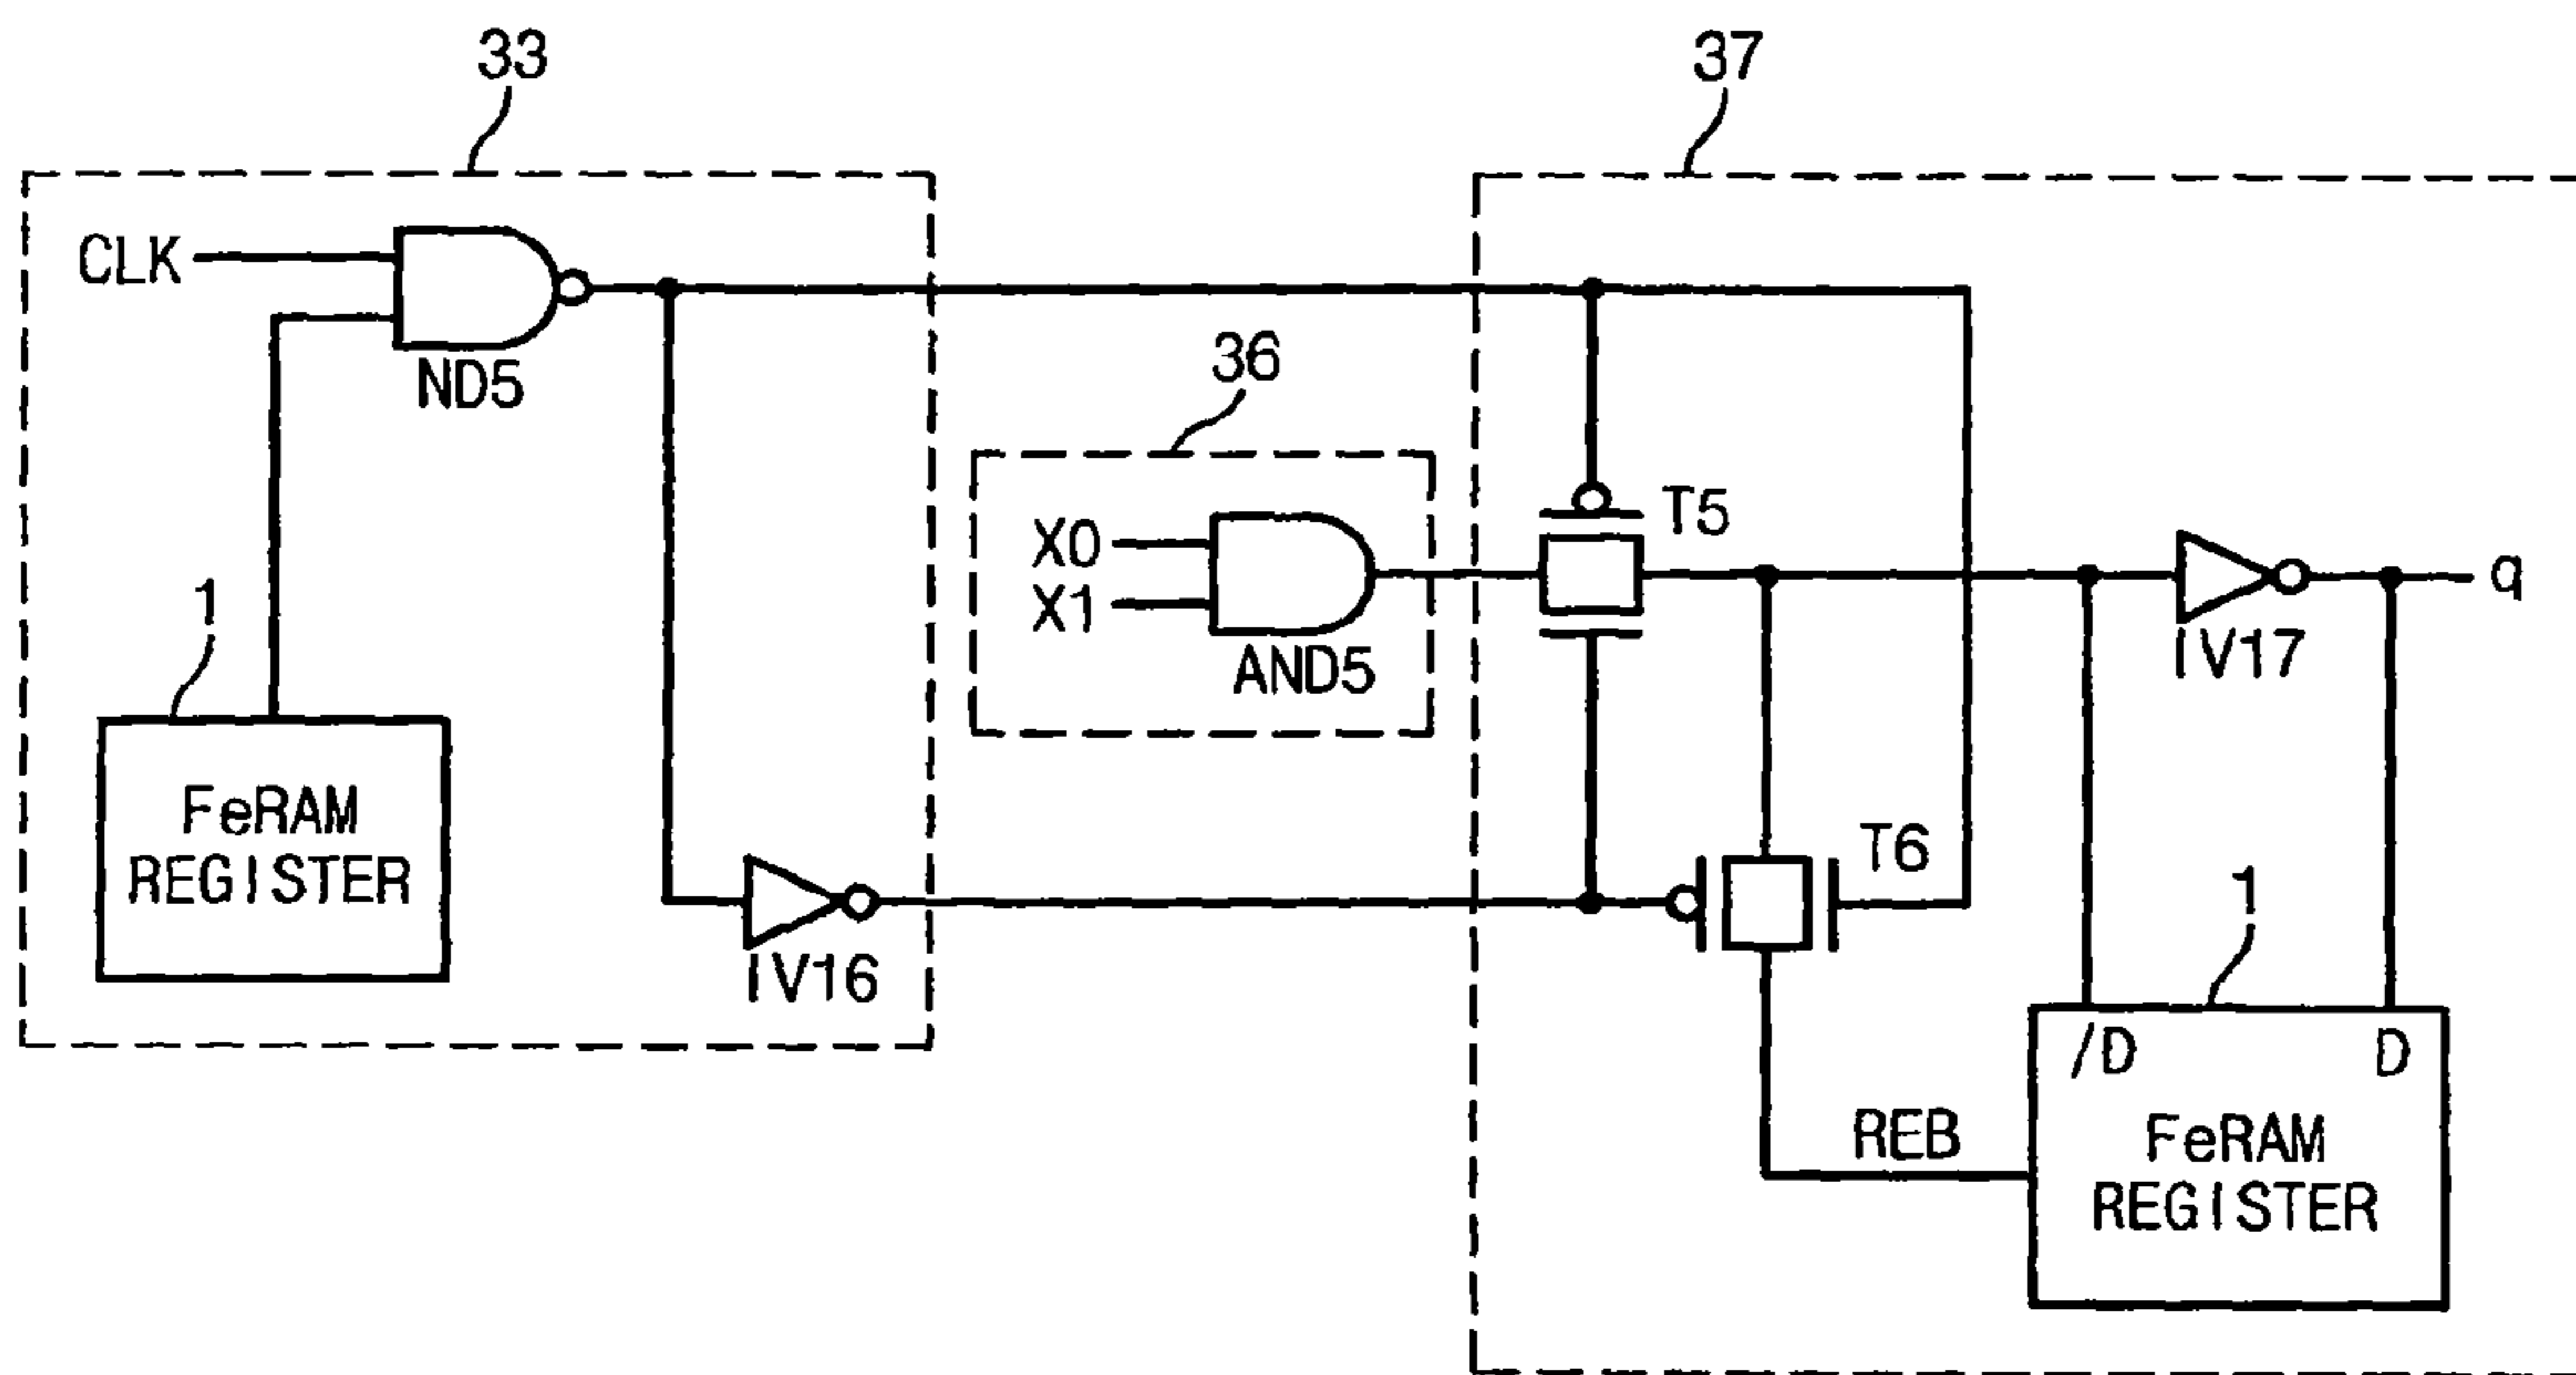 33
37
CLK
ND5
36
X0
X1
AND5
T5
q
IV17
1
FeRAM
REGISTER
IV16
T6
1
/D
D
REB
FeRAM
REGISTER